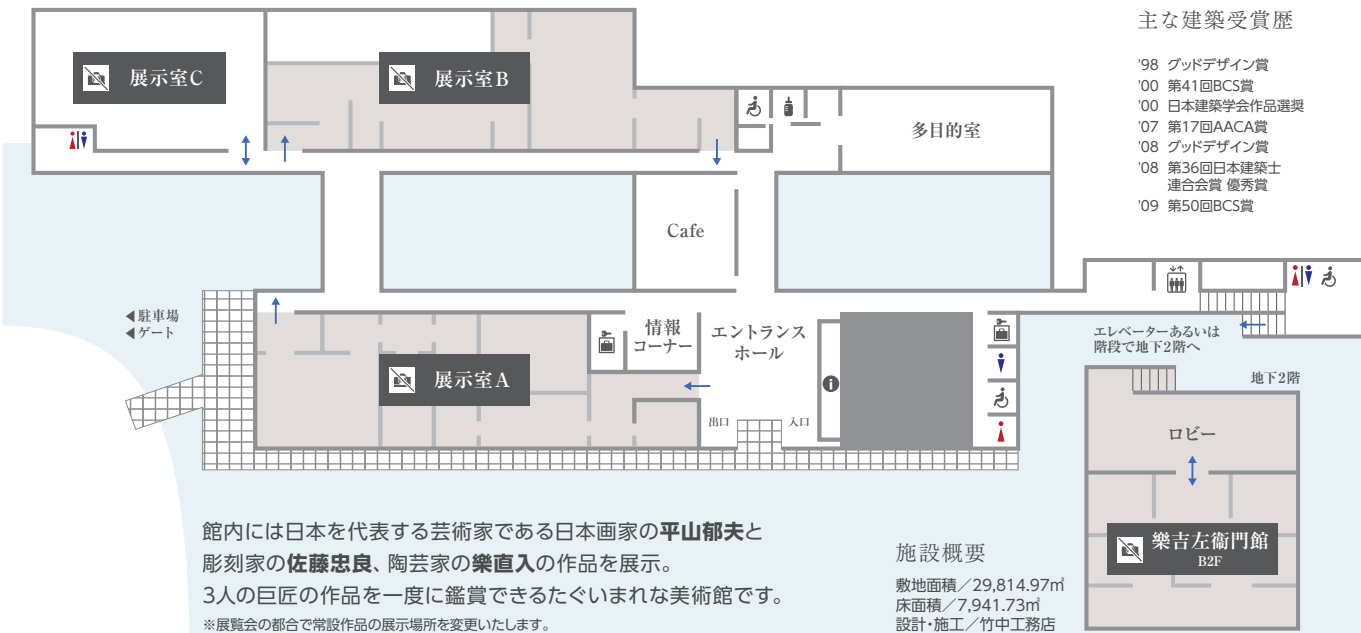 主な建築受賞歴
'98 グッドデザイン賞
'00 第41回BCS賞
'00 日本建築学会作品選奨
'07 第17回AACA賞
'08 グッドデザイン賞
'08 第36回日本建築士
連合会賞 優秀賞
'09 第50回BCS賞
展示室C
展示室B
多目的室
Cafe
◀駐車場
◀ゲート
情報
コーナー
エントランス
ホール
展示室A
出口
入口
エレベーターあるいは
階段で地下2階へ
地下2階
ロビー
樂吉左衞門館
B2F
館内には日本を代表する芸術家である日本画家の平山郁夫と
彫刻家の佐藤忠良、陶芸家の樂直入の作品を展示。
3人の巨匠の作品を一度に鑑賞できるたぐいまれな美術館です。
※展覧会の都合で常設作品の展示場所を変更いたします。
施設概要
敷地面積／29,814.97㎡
床面積／7,941.73㎡
設計・施工／竹中工務店